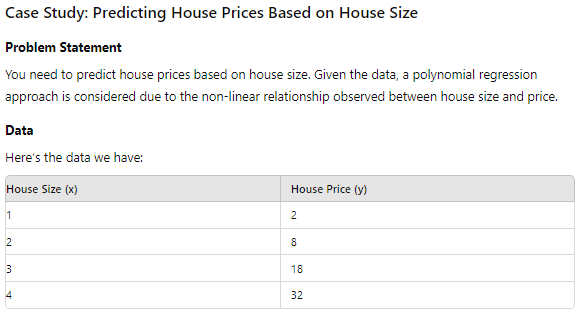 Case Study: Predicting House Prices Based on House Size
Problem Statement
You need to predict house prices based on house size. Given the data, a polynomial regression
approach is considered due to the non-linear relationship observed between house size and price.
Data
Here's the data we have:
House Size (x) House Price (y)
1 2
2 8
3 18
4 32